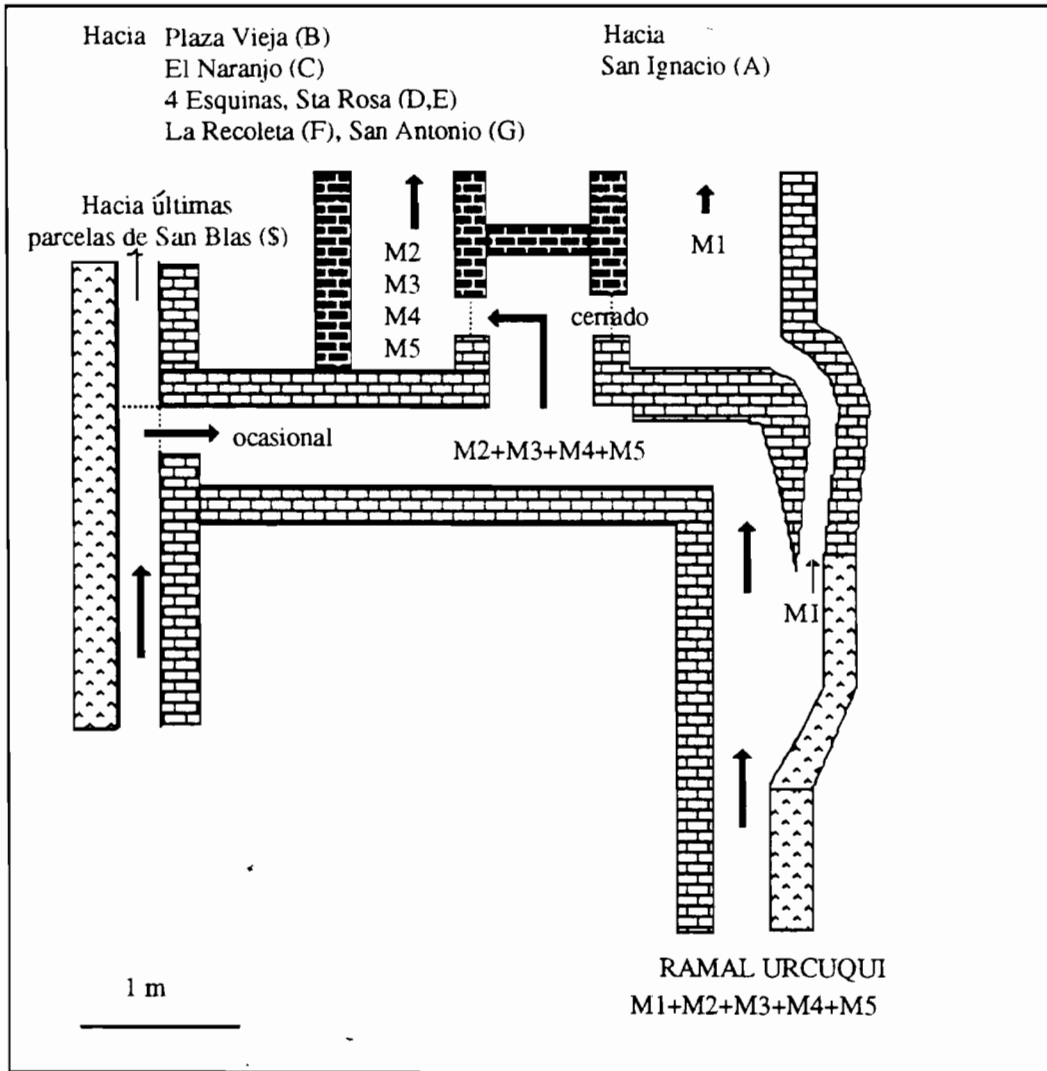 Hacia Plaza Vieja (B)
El Naranjo (C)
4 Esquinas, Sta Rosa (D,E)
La Recoleta (F), San Antonio (G)
Hacia
San Ignacio (A)
Hacia últimas
parcelas de San Blas (S)
M2
M3
M4
M5
M1
cerrado
ocasional
M2+M3+M4+M5
M1
RAMAL URCUQUI
M1+M2+M3+M4+M5
1 m